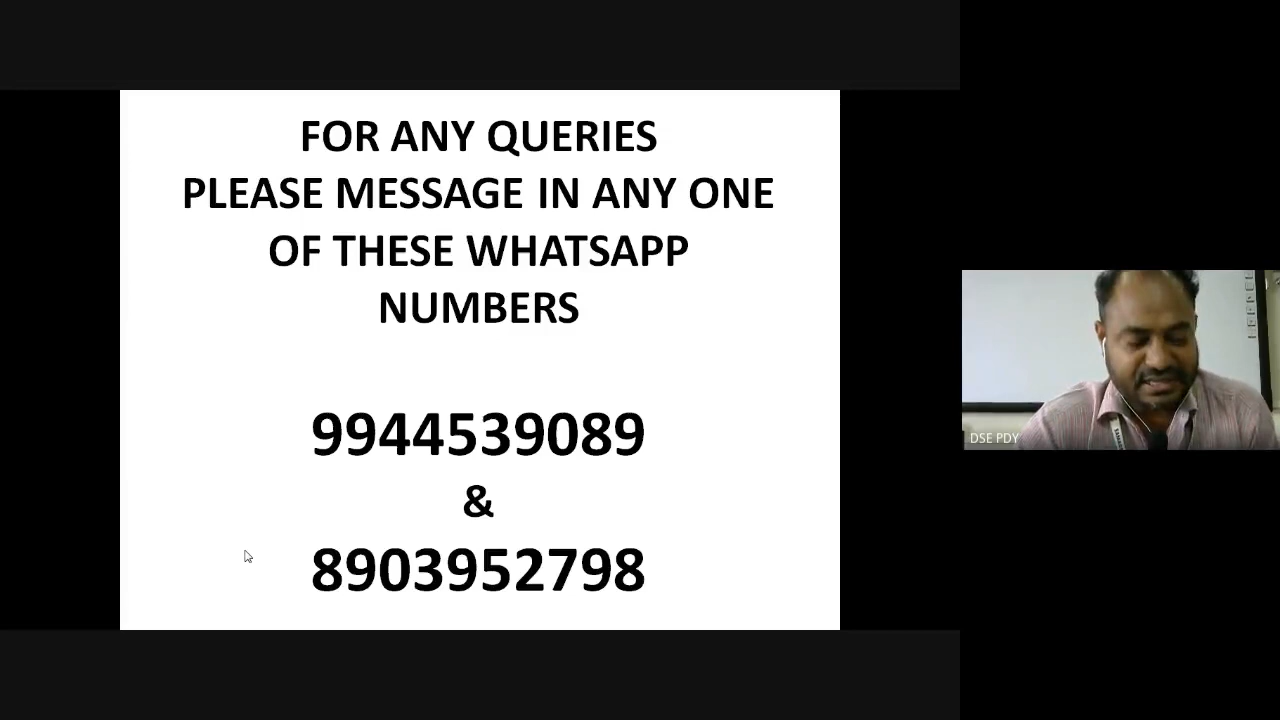 FOR ANY QUERIES
PLEASE MESSAGE IN ANY ONE
OF THESE WHATSAPP
NUMBERS
9944539089
&
8903952798
DSE PDY